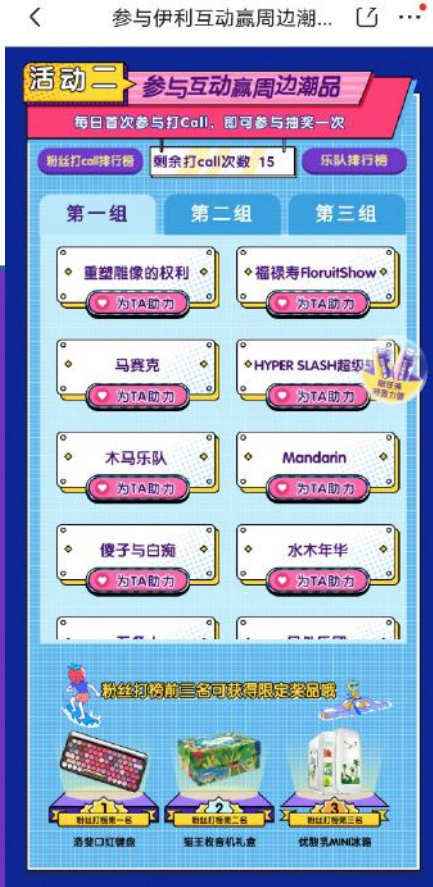 参与伊利互动赢周边潮...
活动二
参与互动赢周边潮品
每日首次参与打Call，即可参与抽奖一次
粉丝打call排行榜
剩余打call次数 15
乐队排行榜
第一组
第二组
第三组
重塑雕像的权利
福禄寿FloruitShow
为TA助力
为TA助力
马赛克
HYPER SLASH超级
为TA助力
为TA助力
木马乐队
Mandarin
为TA助力
为TA助力
傻子与白痴
水木年华
为TA助力
为TA助力
粉丝打榜前三名可获得限定奖品哦
1
2
3
粉丝打榜第一名
粉丝打榜第二名
粉丝打榜第三名
洛斐口红键盘
猫王收音机礼盒
优酸乳MINI冰箱